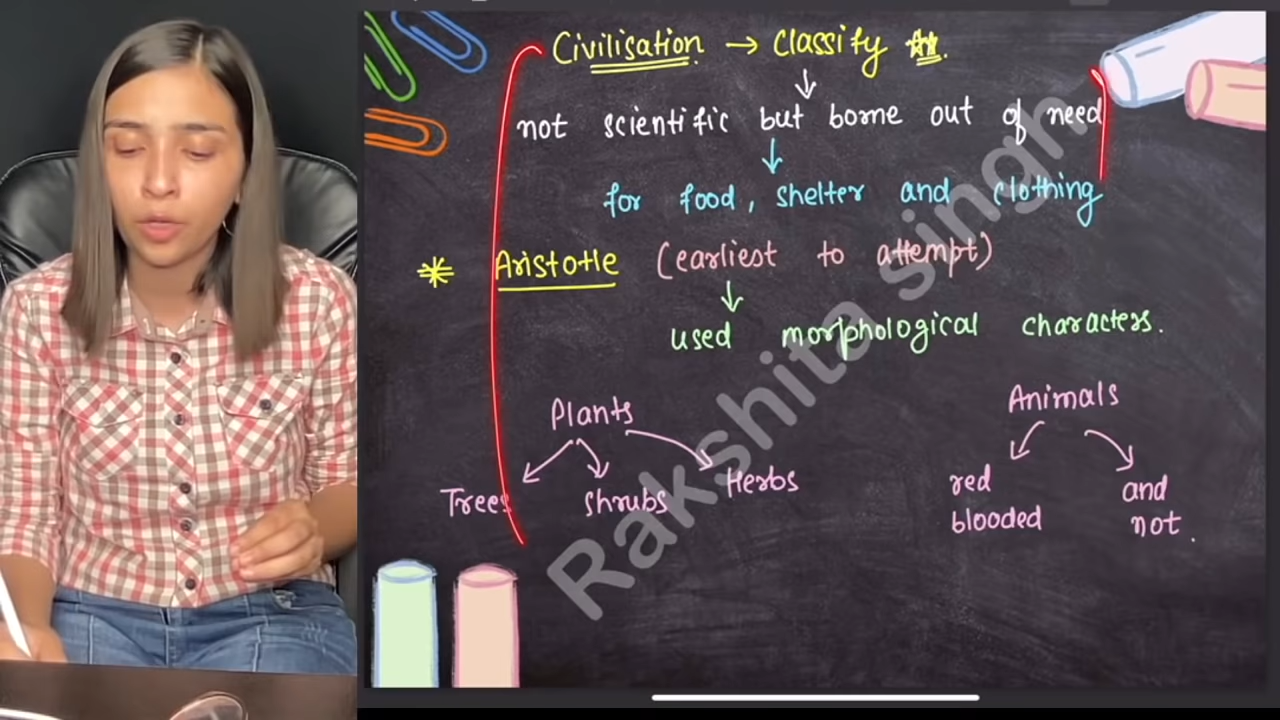 Civilisation → Classify
not scientific but borne out of need
for food, shelter and clothing
* Aristotle (earliest to attempt)
used morphological characters.
Plants
Animals
Trees
Shrubs
Herbs
red
blooded
and
not.
Rakshita singh